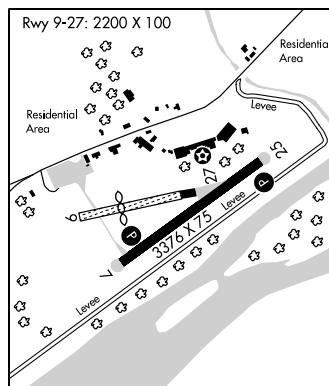 Rwy 9-27: 2200 X 100
Residential
Area
Levee
Residential
Area
25
27
P
9
P
3376 X 75
Levee
7
Levee